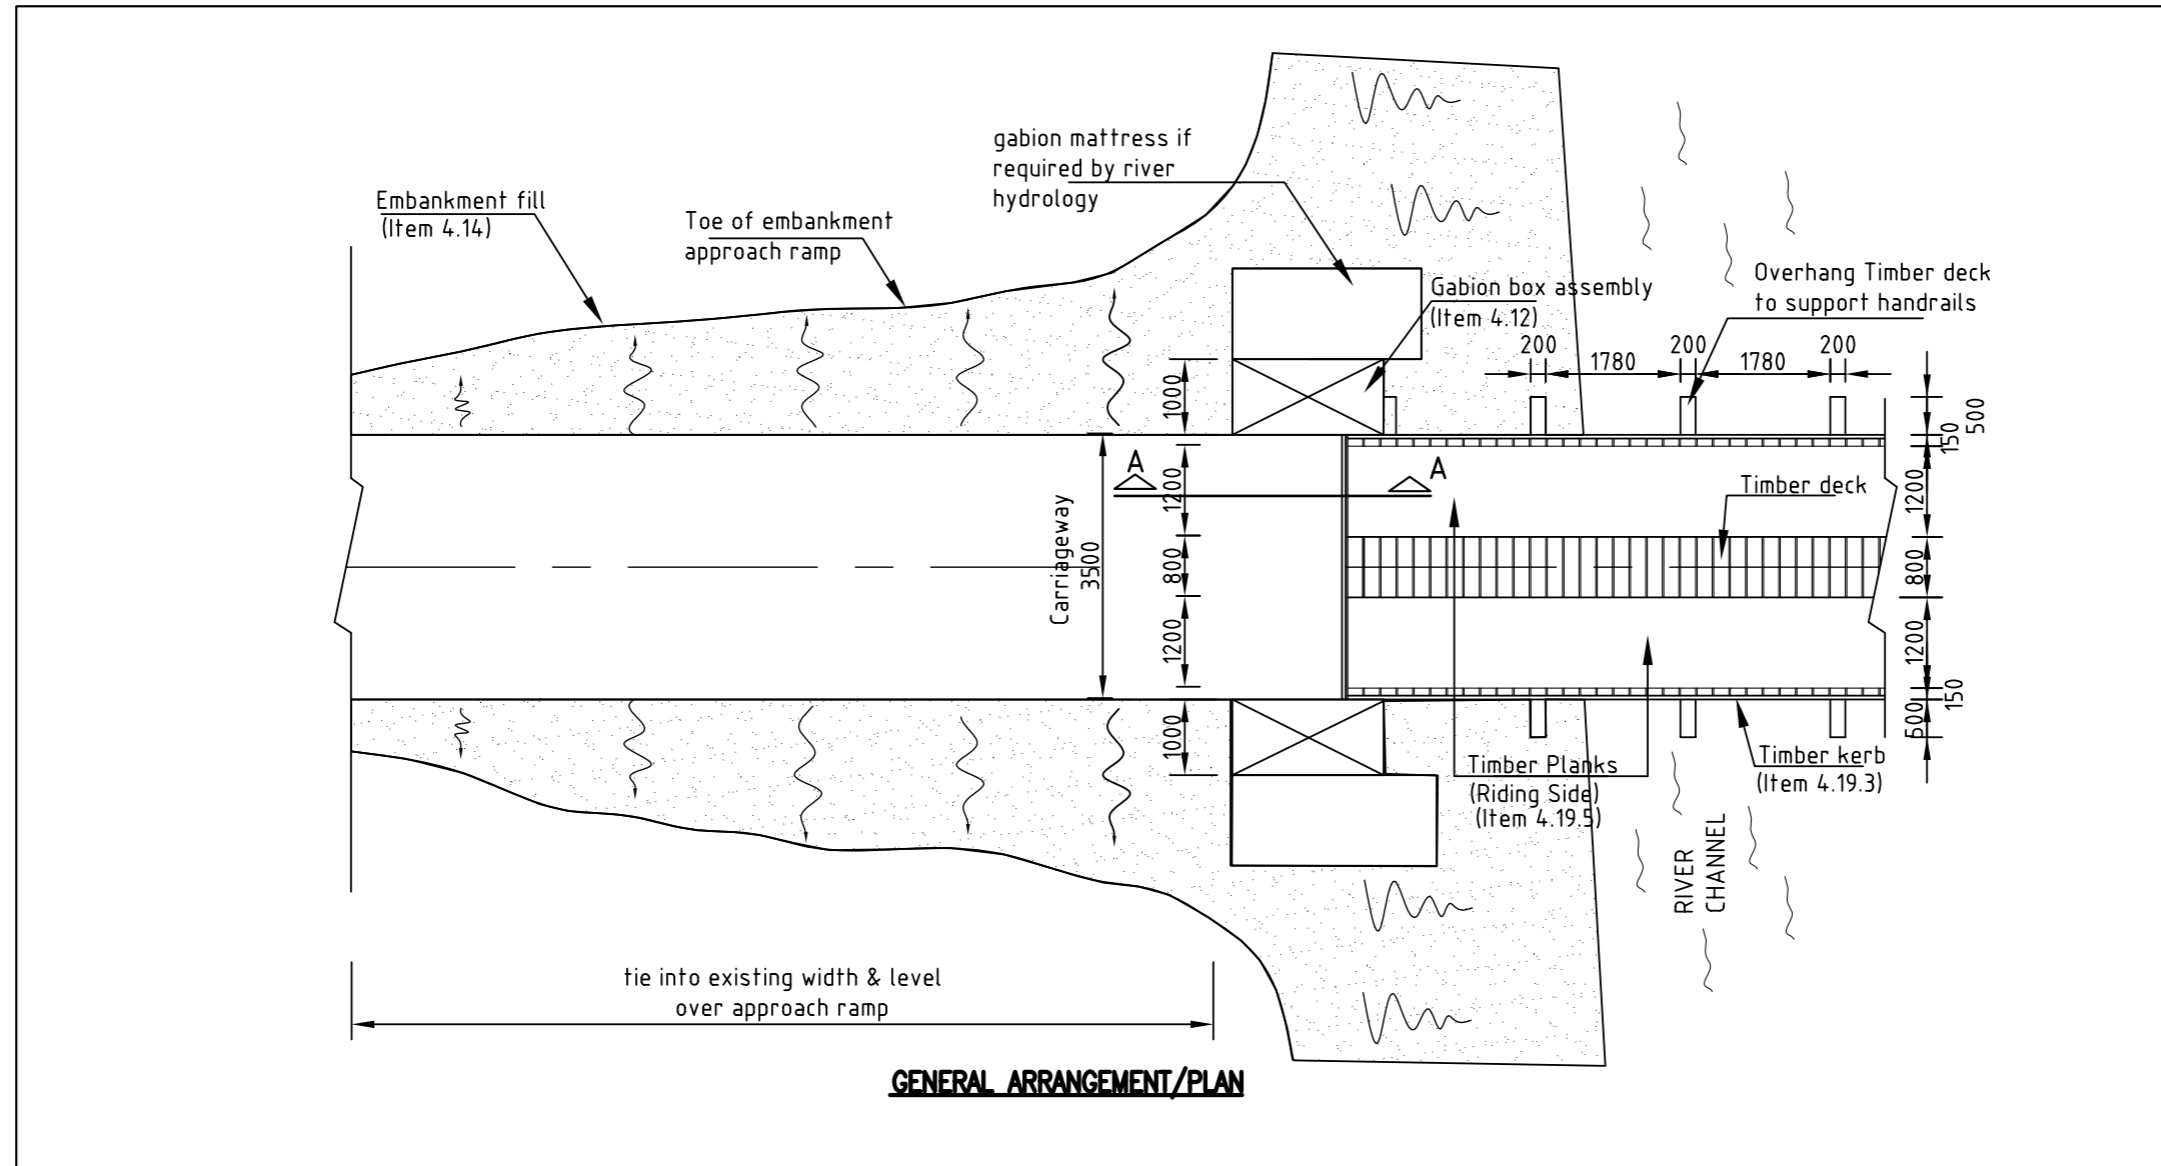 gabion mattress if
required by river
hydrology
Embankment fill
(Item 4.14)
Toe of embankment
approach ramp
Overhang Timber deck
to support handrails
Gabion box assembly
(Item 4.12)
200
1780
200
1780
200
1000
500
150
A
A
1200
1200
Timber deck
Carriageway
3500
800
800
1200
1200
150
500
1000
Timber Planks
(Riding Side)
(Item 4.19.5)
Timber kerb
(Item 4.19.3)
RIVER
CHANNEL
tie into existing width & level
over approach ramp
GENERAL ARRANGEMENT/PLAN